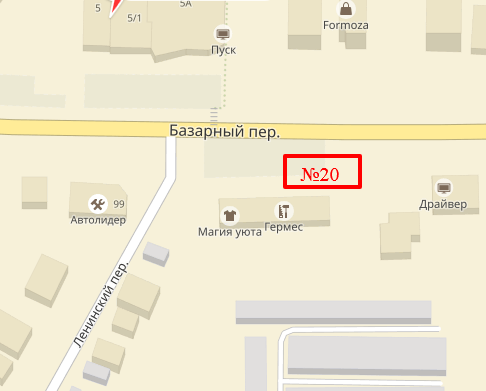 5
5/1
5А
Пуск
Formoza
Базарный пер.
№20
99
Автолидер
Магия уюта
Гермес
Драйвер
Ленинский пер.